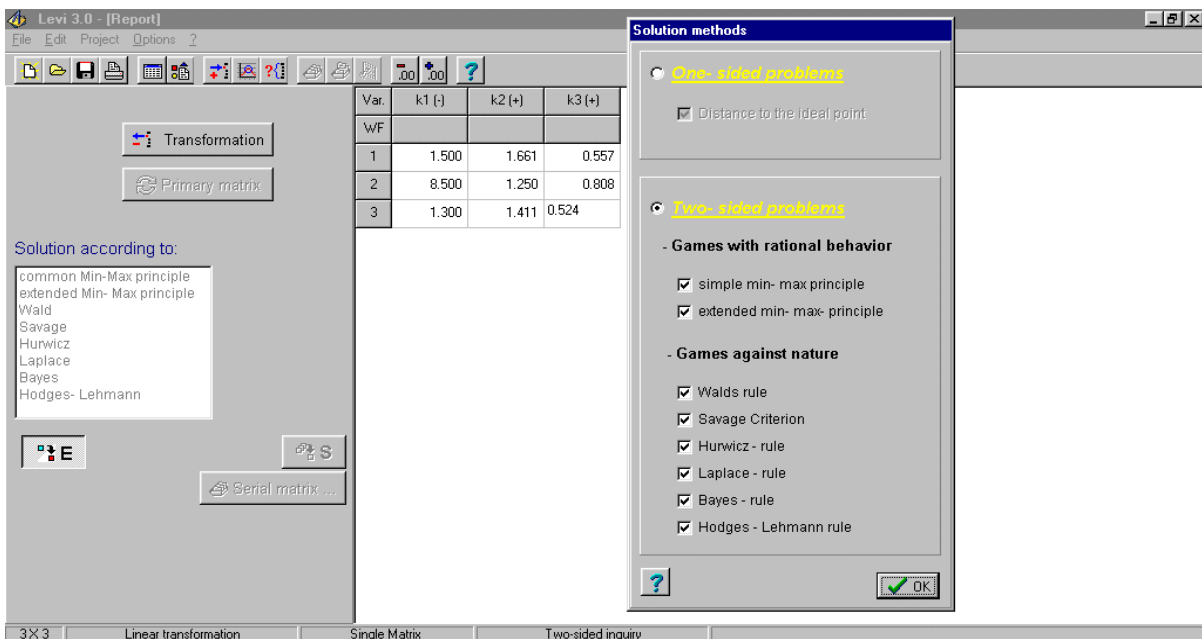 Levi 3.0 - [Report]
File Edit Project Options ?
Transformation
Primary matrix
Solution according to:
common Min-Max principle
extended Min- Max principle
Wald
Savage
Hurwicz
Laplace
Bayes
Hodges- Lehmann
E
S
Serial matrix ...
Var. k1 (-) k2 (+) k3 (+)
WF
1 1.500 1.661 0.557
2 8.500 1.250 0.808
3 1.300 1.411 0.524
Solution methods
One- sided problems
Distance to the ideal point
Two- sided problems
- Games with rational behavior
simple min- max principle
extended min- max- principle
- Games against nature
Walds rule
Savage Criterion
Hurwicz - rule
Laplace - rule
Bayes - rule
Hodges - Lehmann rule
? OK
3X3 Linear transformation Single Matrix Two-sided inquiry